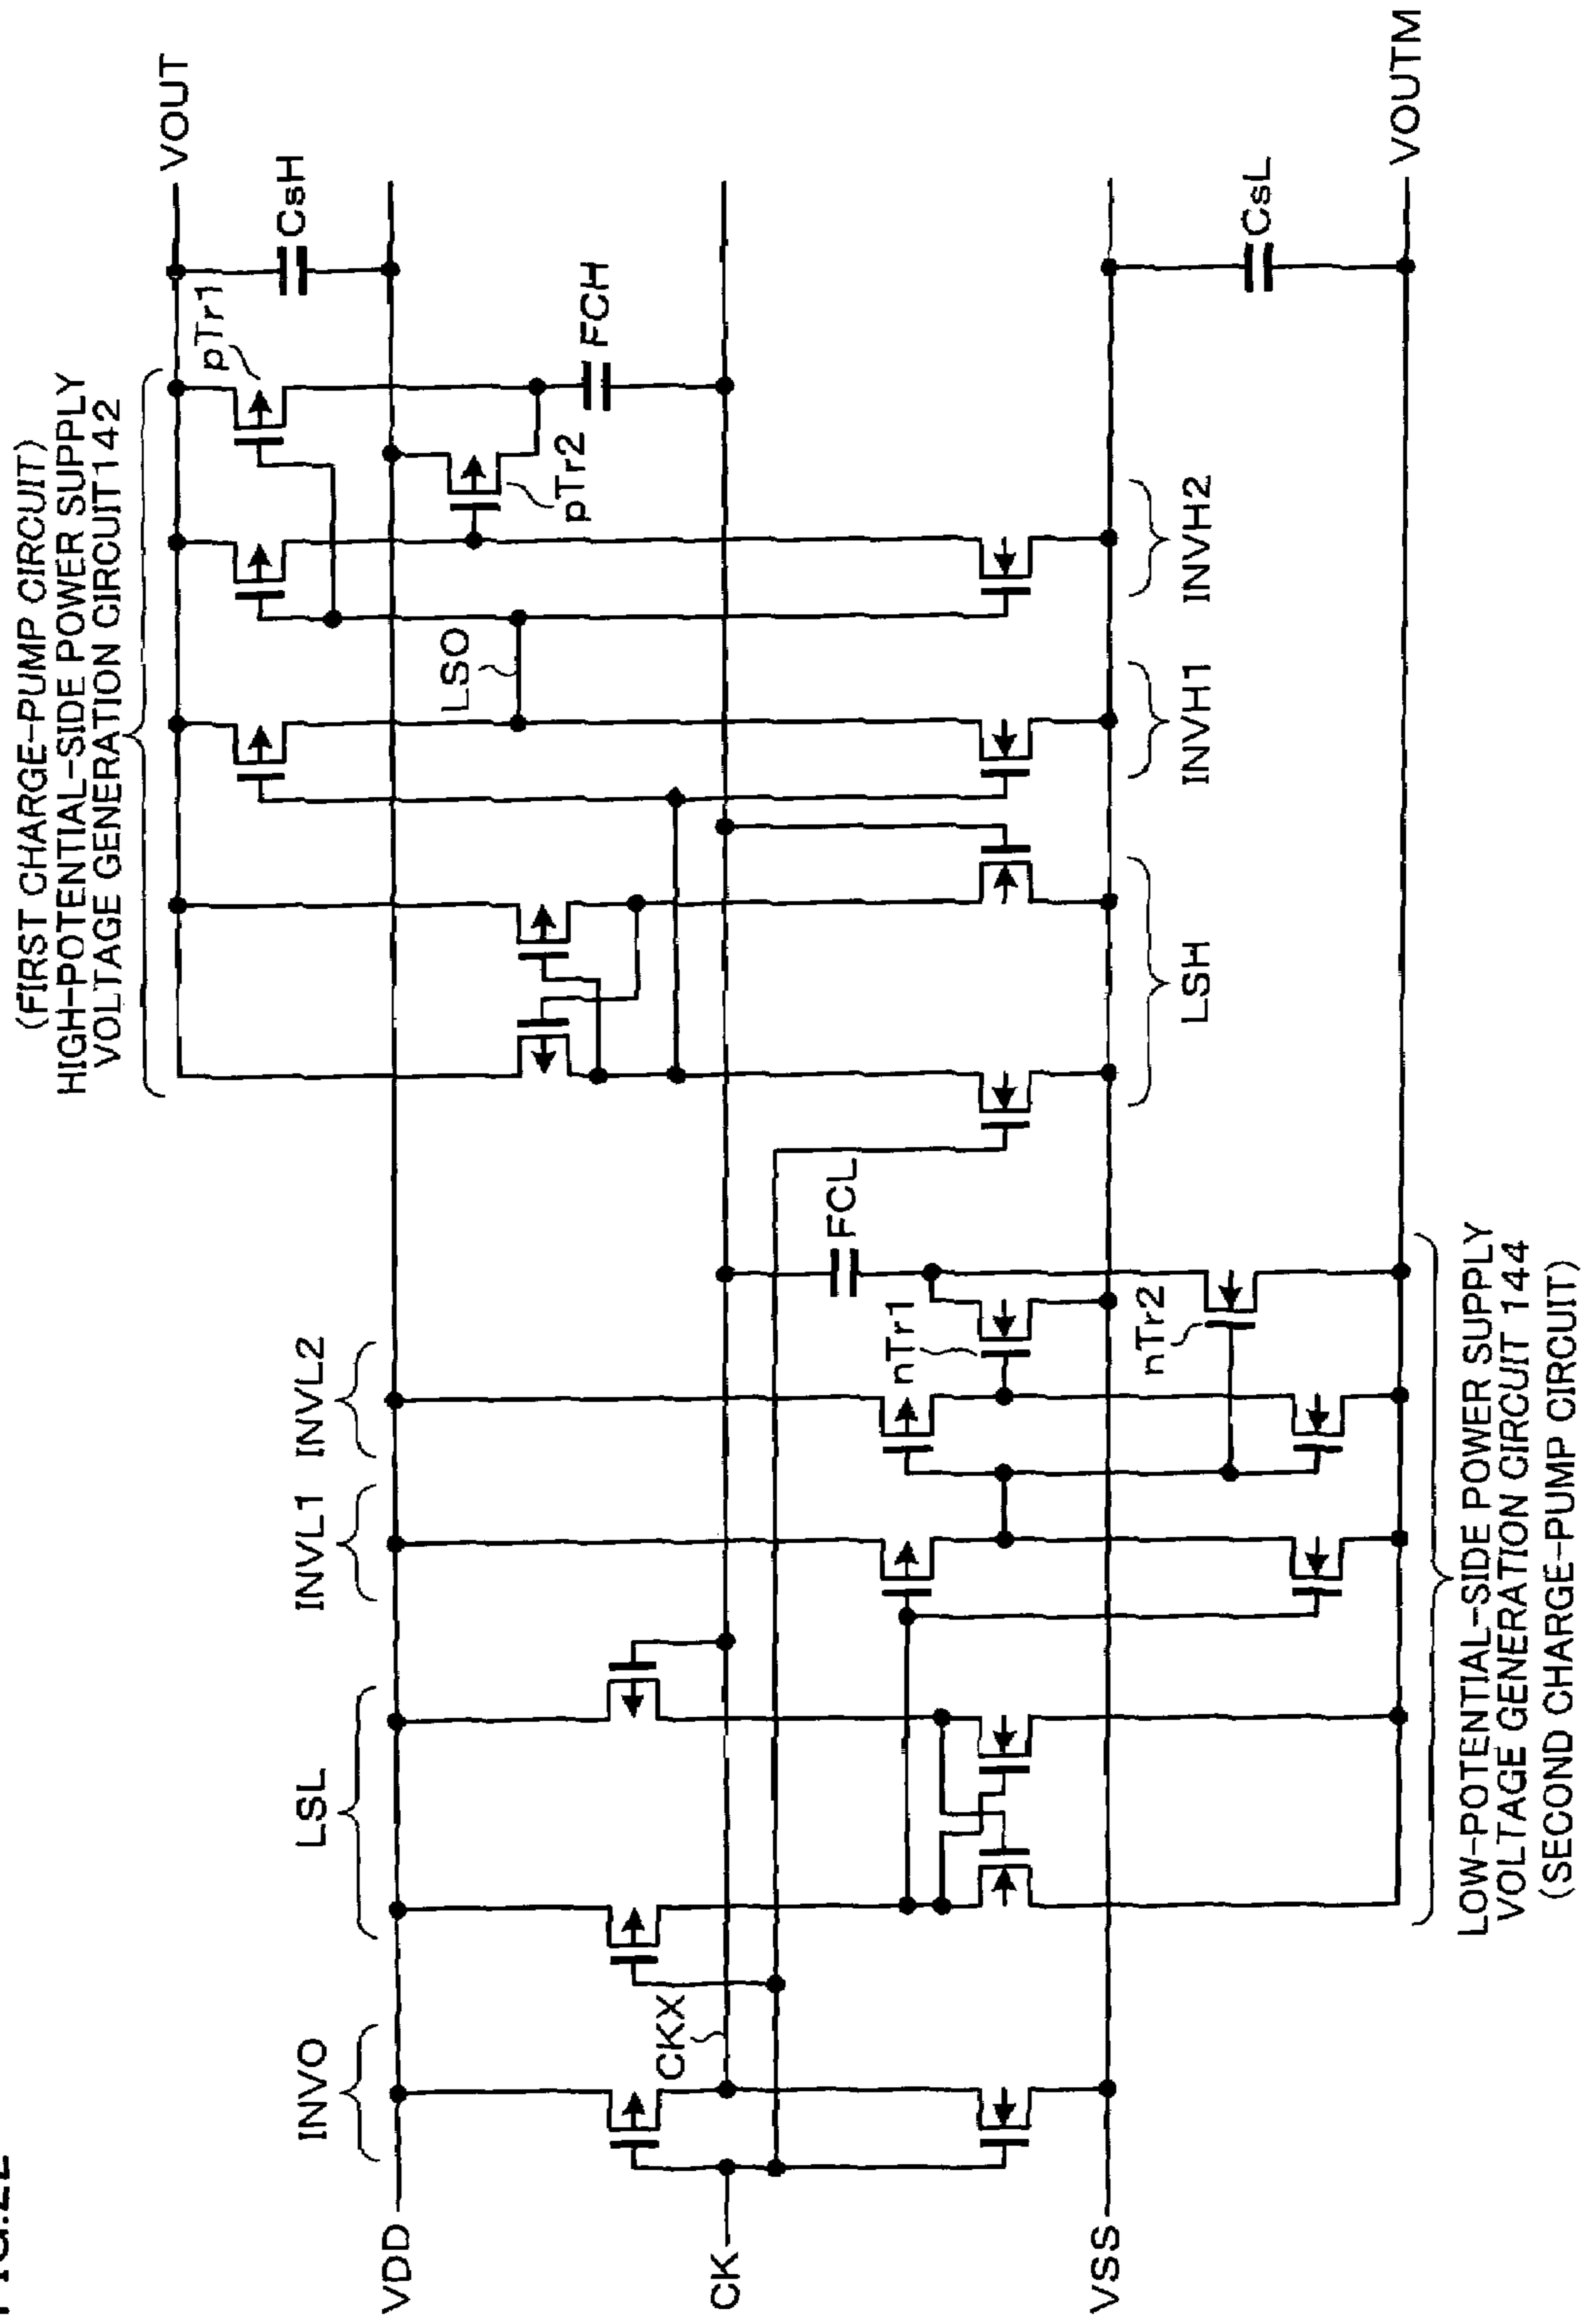 (FIRST CHARGE-PUMP CIRCUIT)
HIGH-POTENTIAL-SIDE POWER SUPPLY
VOLTAGE GENERATION CIRCUIT 142
VOUT
pTr1
CsH
FCH
pTr2
LSO
INVH2
INVH1
LSH
INVL2
INVL1
LSL
INVO
VDD
CK
CKX
FCL
nTr1
nTr2
VSS
CsL
VOUTM
LOW-POTENTIAL-SIDE POWER SUPPLY
VOLTAGE GENERATION CIRCUIT 144
(SECOND CHARGE-PUMP CIRCUIT)